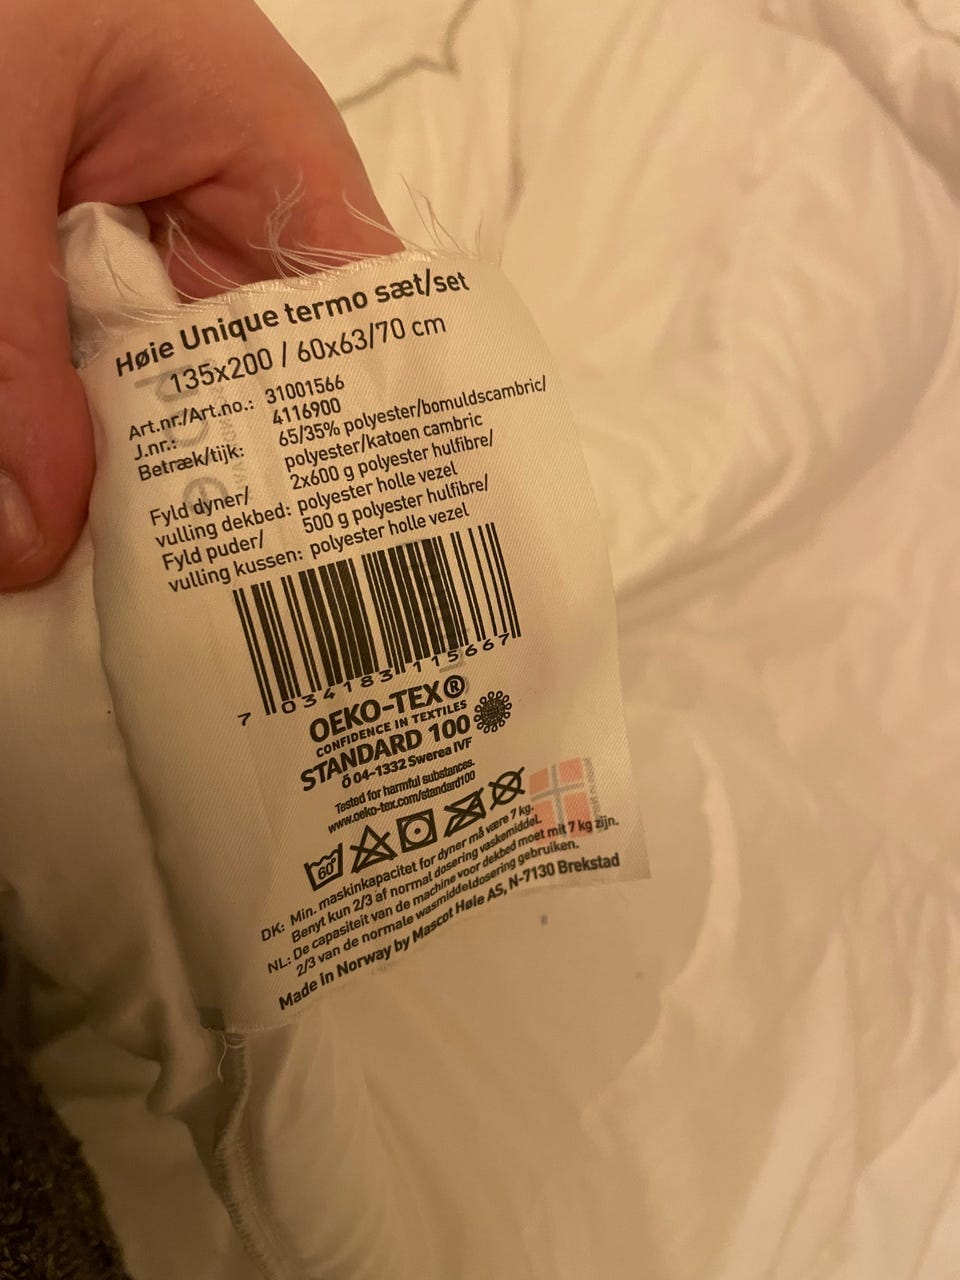 Høie Unique termo sæt/set
135x200 / 60x63/70 cm
Art.nr./Art.no.: 31001566
J.nr.: 4116900
Betræk/tijk: 65/35% polyester/bomuldscambric/
polyester/katoen cambric
Fyld dyner/ 2x600 g polyester hulfibre/
vulling dekbed: polyester holle vezel
Fyld puder/ 500 g polyester hulfibre/
vulling kussen: polyester holle vezel
7 034183 115667
OEKO-TEX®
CONFIDENCE IN TEXTILES
STANDARD 100
Ö 04-1332 Swerea IVF
Tested for harmful substances.
www.oeko-tex.com/standard100
60°
DK: Min. maskinkapacitet for dyner må være 7 kg.
Benyt kun 2/3 af normal dosering vaskemiddel.
NL: De capasiteit van de machine voor dekbed moet mit 7 kg zijn.
2/3 van de normale wasmiddeldosering gebruiken.
Made in Norway by Mascot Høie AS, N-7130 Brekstad